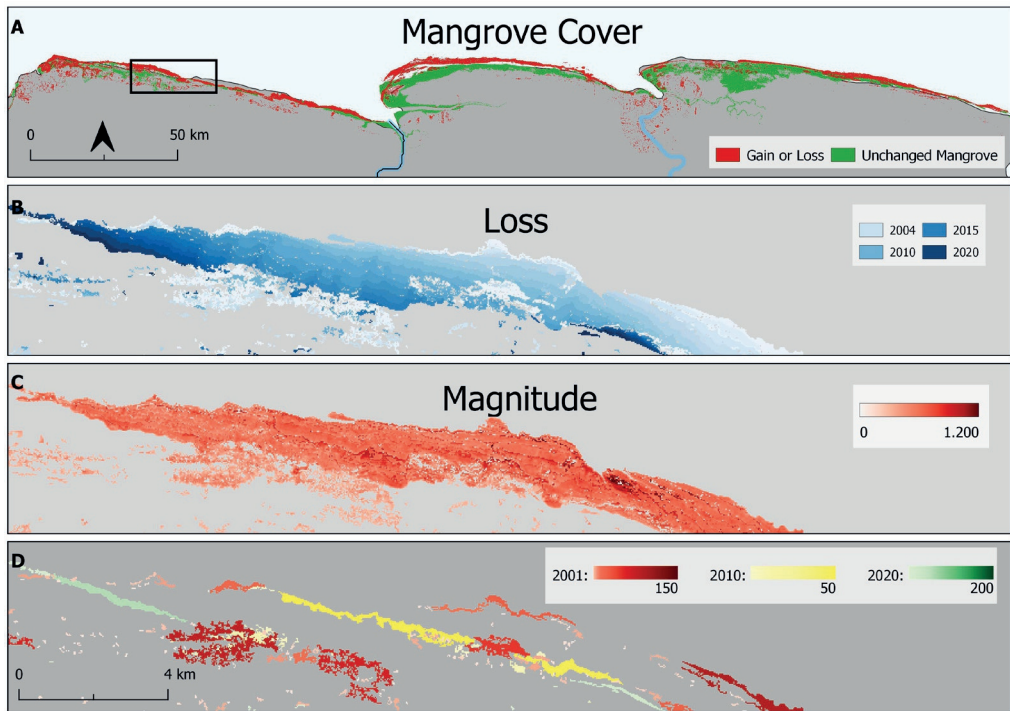 A
Mangrove Cover
0 50 km
Gain or Loss Unchanged Mangrove
B
Loss
2004 2015
2010 2020
C
Magnitude
0 1.200
D
2001: 2010: 2020:
150 50 200
0 4 km